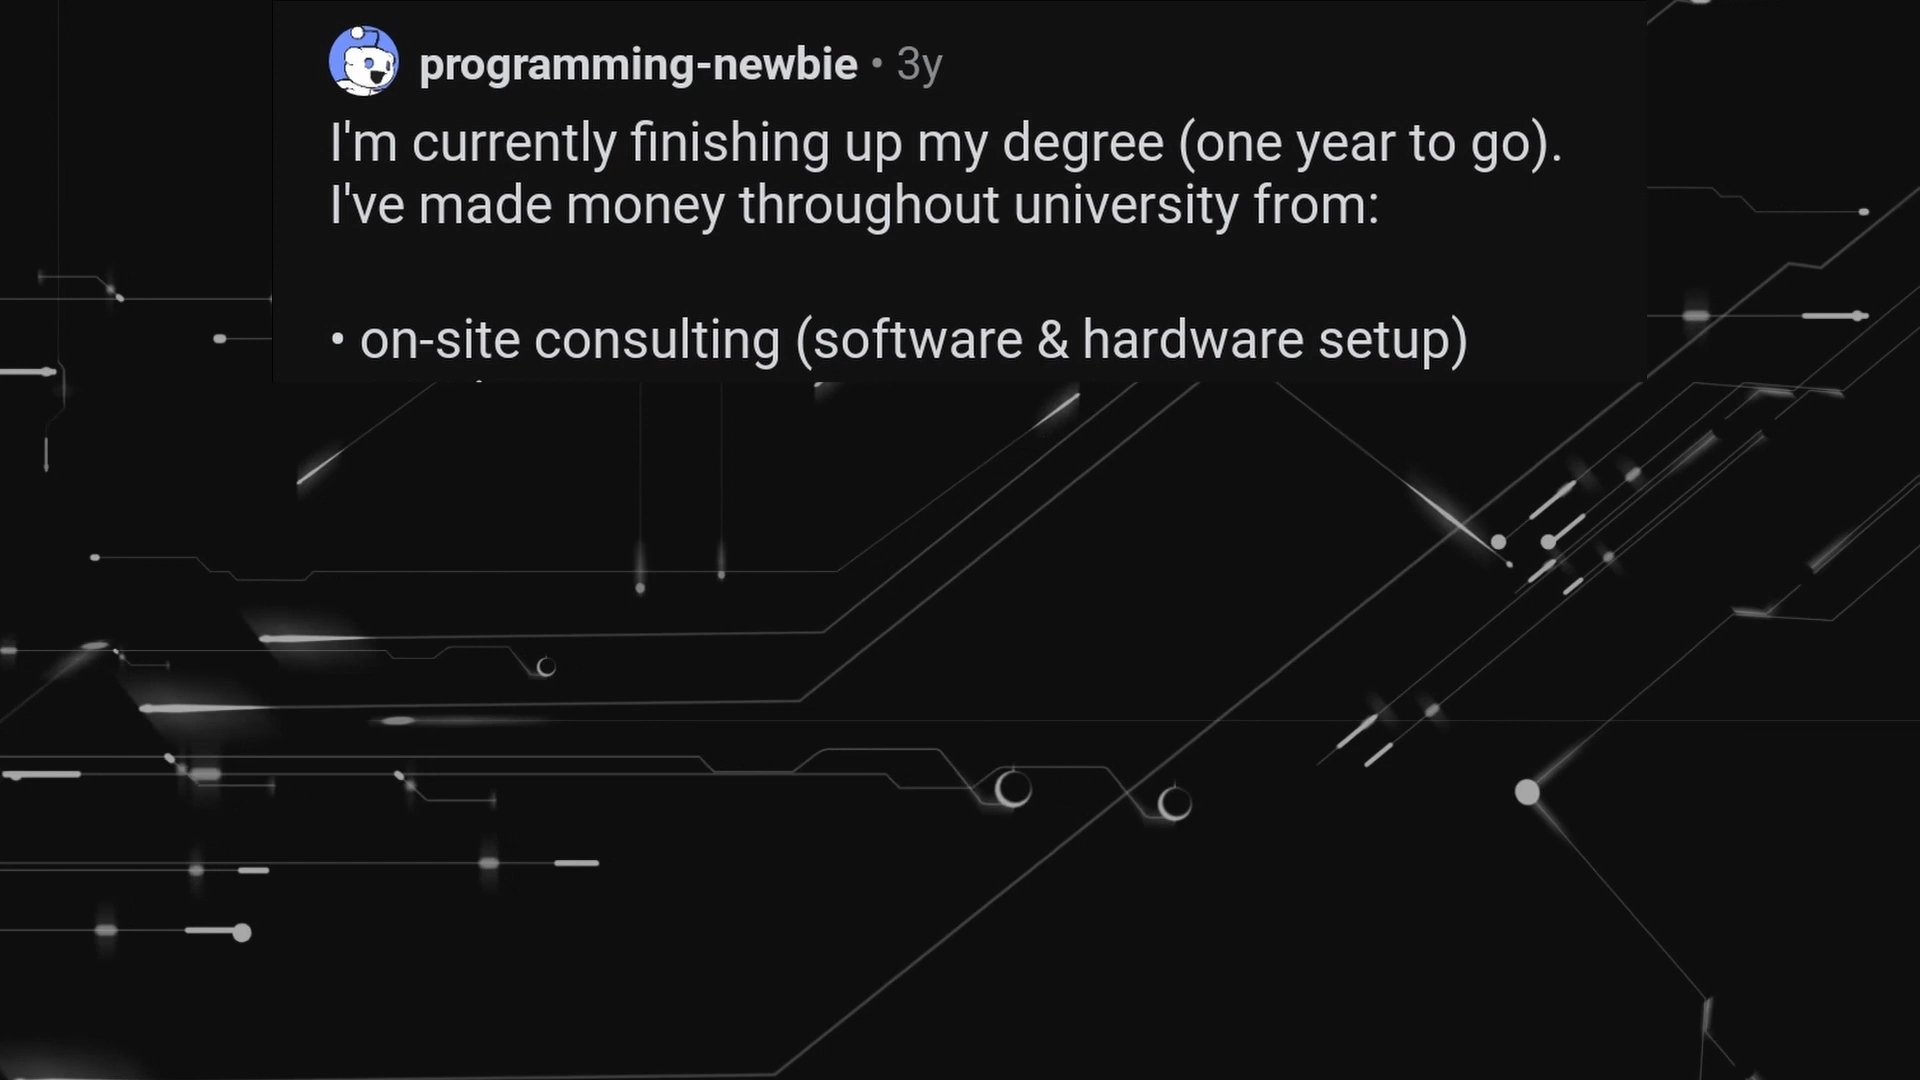 programming-newbie • 3y
I'm currently finishing up my degree (one year to go).
I've made money throughout university from:
• on-site consulting (software & hardware setup)